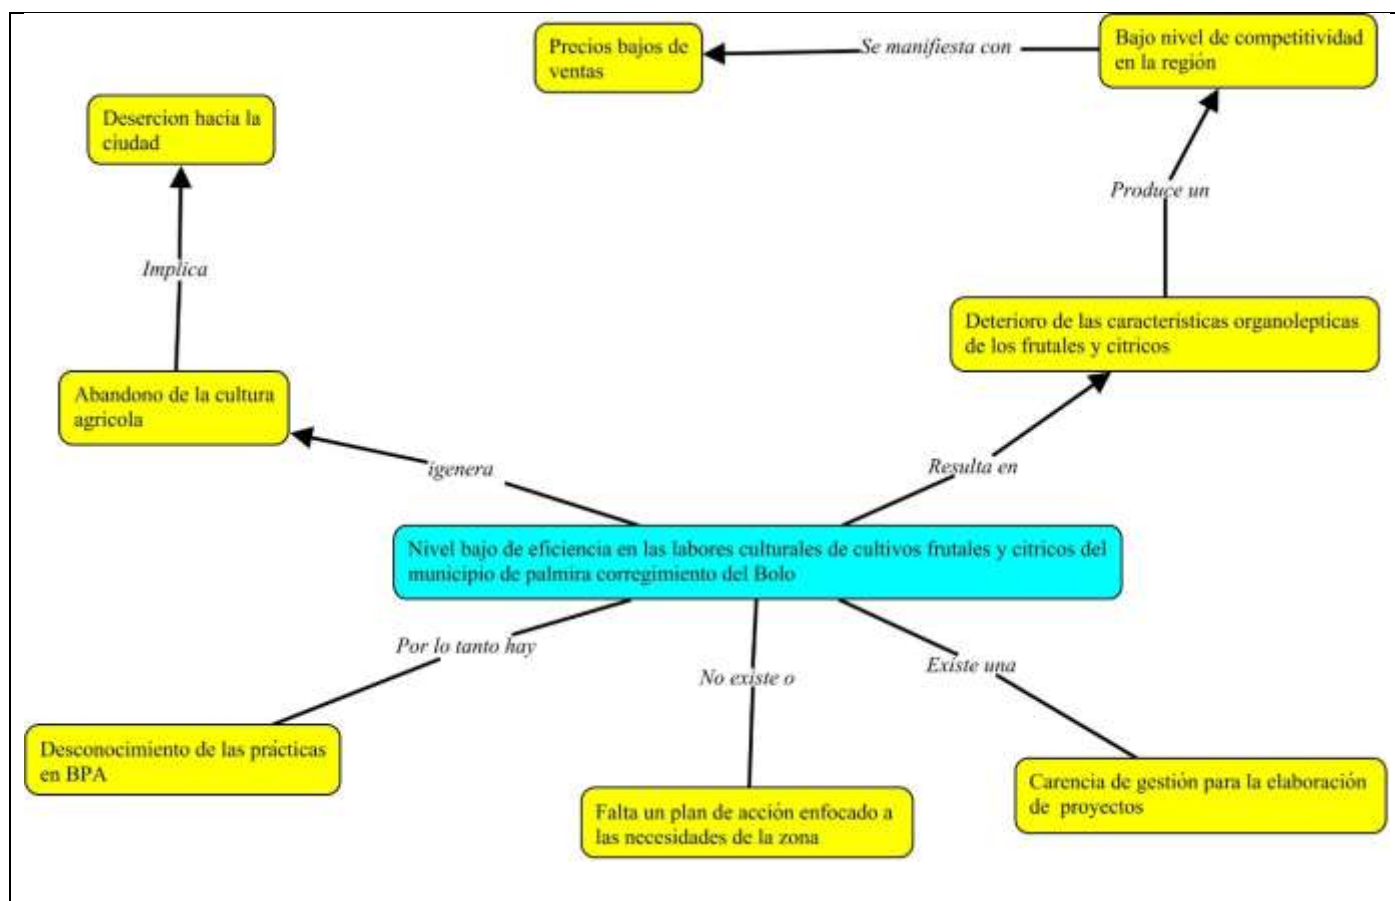 Precios bajos de
ventas
Se manifiesta con
Bajo nivel de competitividad
en la región
Desercion hacia la
ciudad
Produce un
Implica
Deterioro de las caracteristicas organolepticas
de los frutales y citricos
Abandono de la cultura
agricola
igenera
Resulta en
Nivel bajo de eficiencia en las labores culturales de cultivos frutales y citricos del
municipio de palmira corregimiento del Bolo
Por lo tanto hay
No existe o
Existe una
Desconocimiento de las prácticas
en BPA
Falta un plan de acción enfocado a
las necesidades de la zona
Carencia de gestión para la elaboración
de proyectos